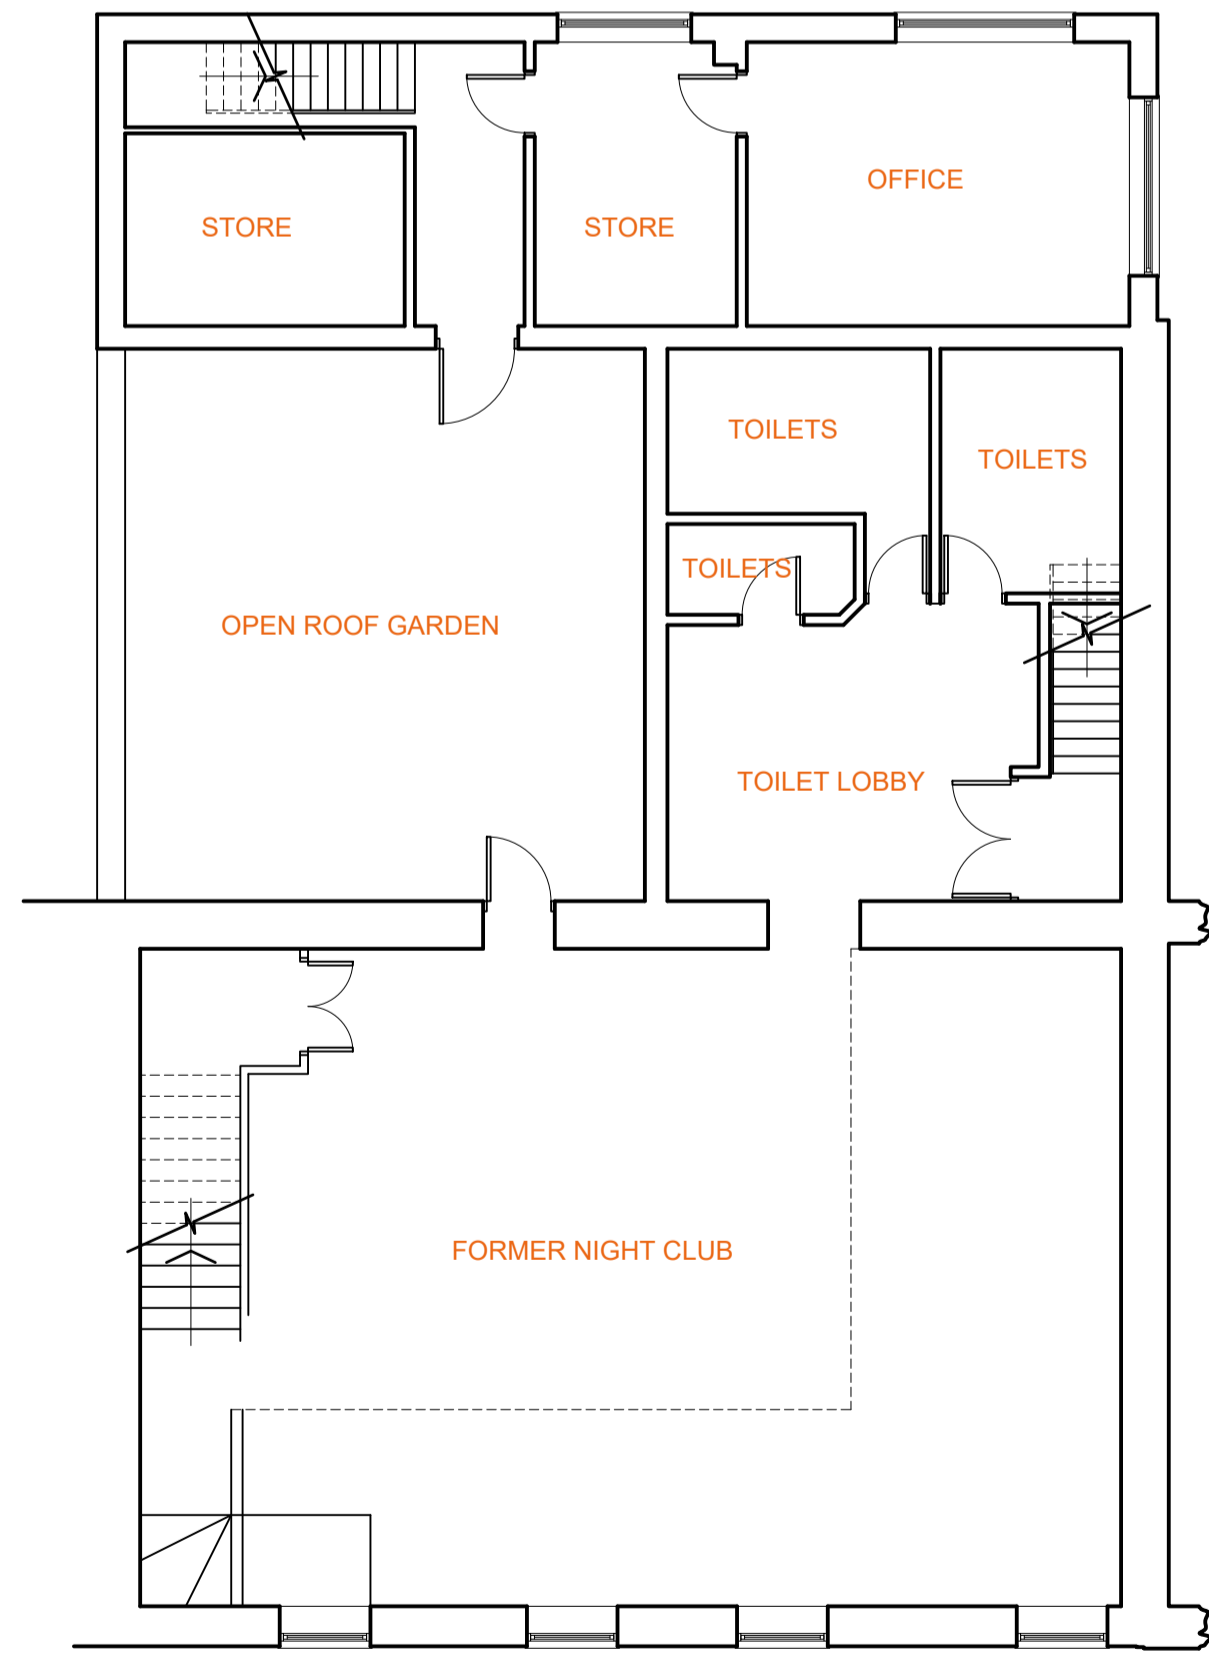 OFFICE
STORE
STORE
TOILETS
TOILETS
TOILETS
OPEN ROOF GARDEN
TOILET LOBBY
FORMER NIGHT CLUB